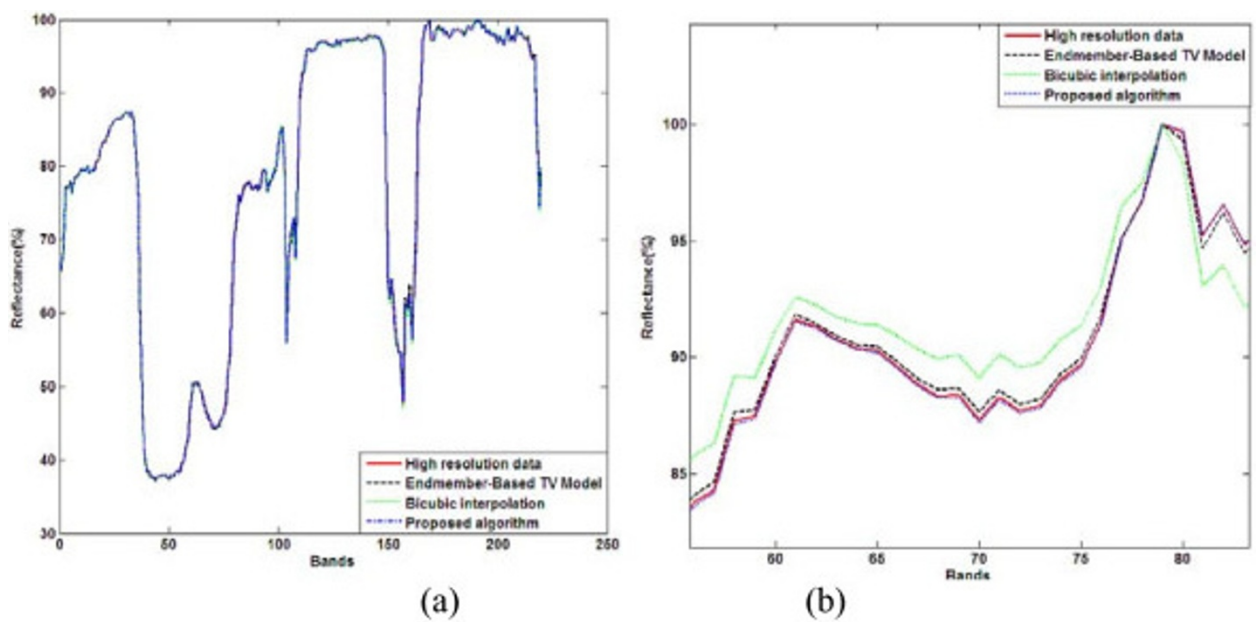 100
90
80
70
60
50
40
30
Reflectance(%)
0 50 100 150 200 250
Bands
High resolution data
Endmember-Based TV Model
Bicubic interpolation
Proposed algorithm
(a)
100
95
90
85
Reflectance(%)
60 65 70 75 80
Bands
High resolution data
Endmember-Based TV Model
Bicubic interpolation
Proposed algorithm
(b)